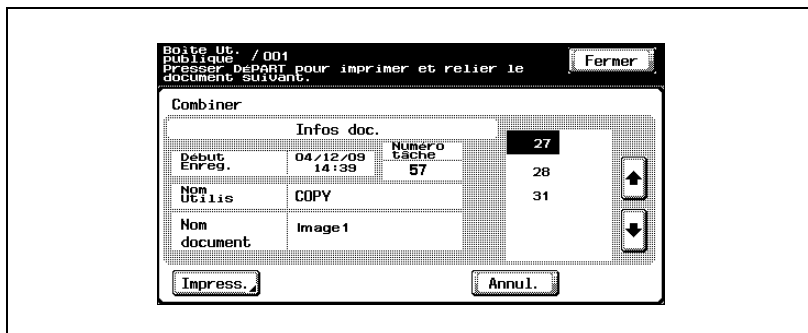 Boîte Ut.
publique / 001
Presser DÉPART pour imprimer et relier le
document suivant.
Fermer
Combiner
Infos doc.
Début
Enreg.
04/12/09
14:39
Numéro
tâche
57
Nom
Utilis
COPY
Nom
document
Image1
27
28
31
Impress.
Annul.